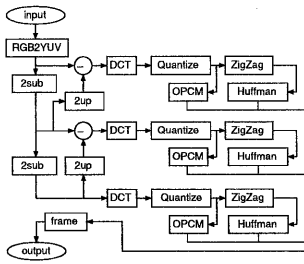 input
RGB2YUV
DCT Quantize ZigZag
2sub
OPCM Huffman
2up
DCT Quantize ZigZag
OPCM Huffman
2sub 2up
DCT Quantize ZigZag
frame OPCM Huffman
output